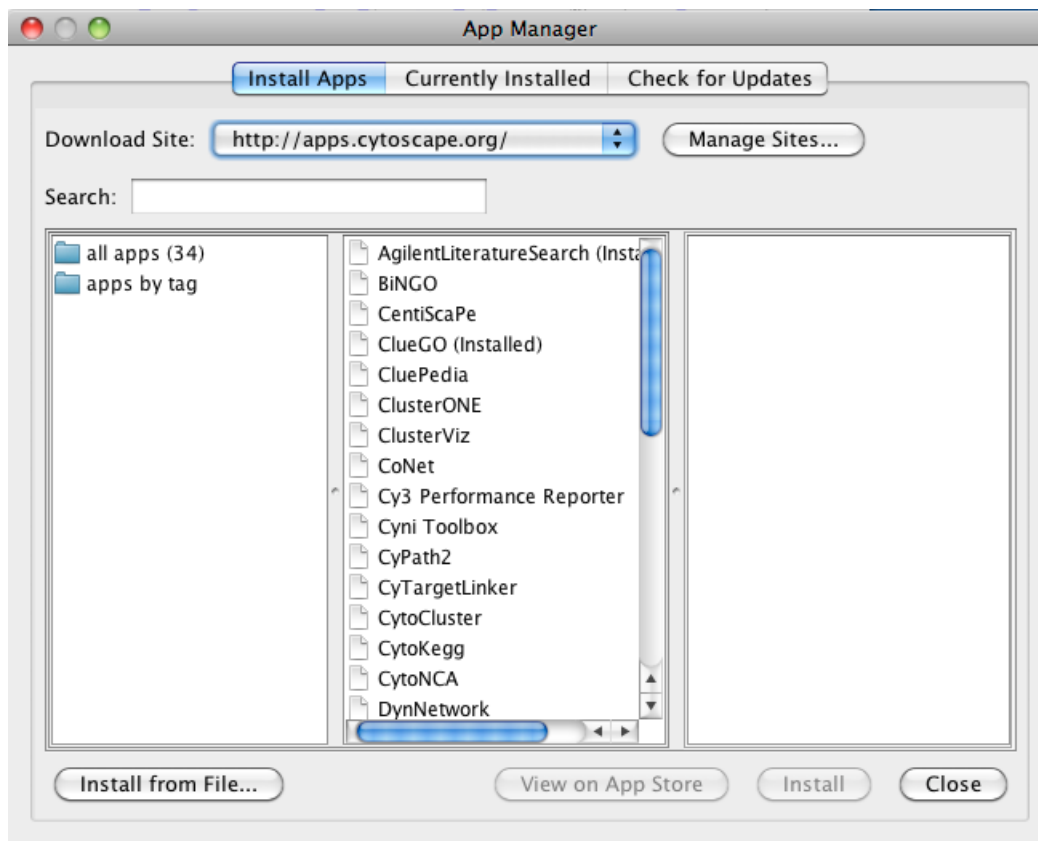 App Manager
Install Apps Currently Installed Check for Updates
Download Site: http://apps.cytoscape.org/ Manage Sites...
Search:
all apps (34)
apps by tag
AgilentLiteratureSearch (Insta
BiNGO
CentiScaPe
ClueGO (Installed)
CluePedia
ClusterONE
ClusterViz
CoNet
Cy3 Performance Reporter
Cyni Toolbox
CyPath2
CyTargetLinker
CytoCluster
CytoKegg
CytoNCA
DynNetwork
Install from File... View on App Store Install Close